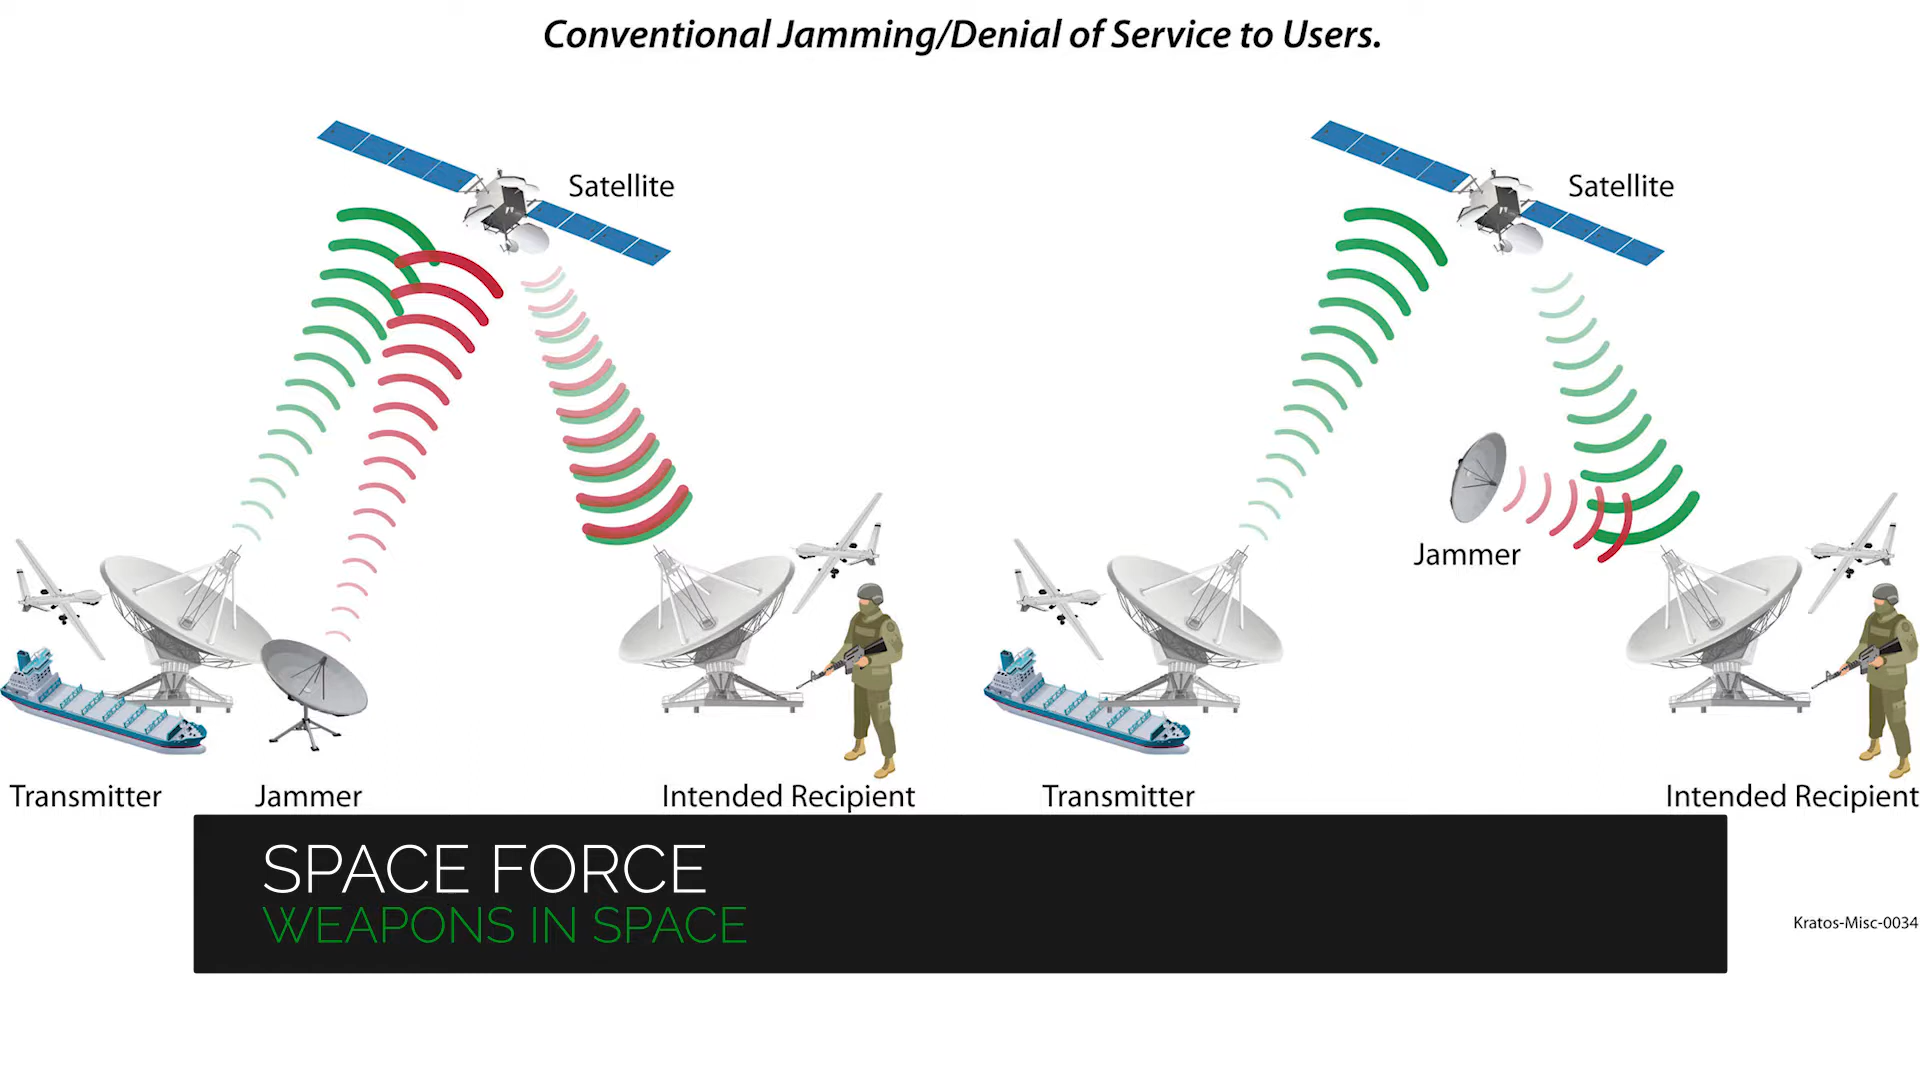 Conventional Jamming/Denial of Service to Users.
Satellite
Satellite
Jammer
Transmitter
Jammer
Intended Recipient
Transmitter
Intended Recipient
SPACE FORCE
WEAPONS IN SPACE
Kratos-Misc-0034